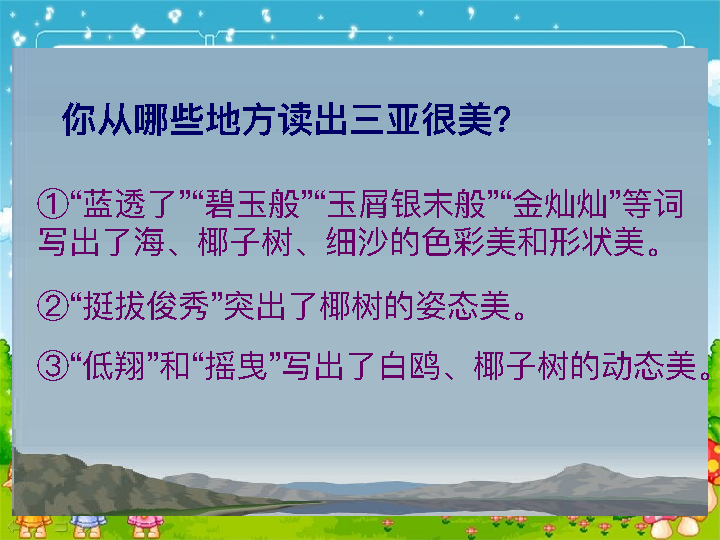 你从哪些地方读出三亚很美?
①“蓝透了”“碧玉般”“玉屑银末般”“金灿灿”等词
写出了海、椰子树、细沙的色彩美和形状美。
②“挺拔俊秀”突出了椰树的姿态美。
③“低翔”和“摇曳”写出了白鸥、椰子树的动态美。